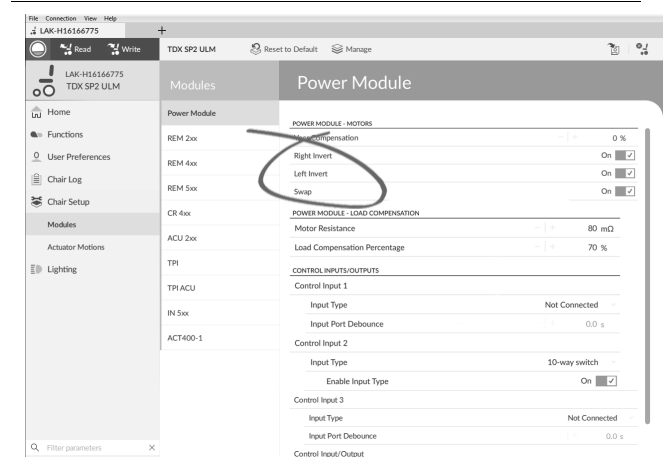 File Connection View Help
LAK-H16166775 +
Read Write TDX SP2 ULM Reset to Default Manage
LAK-H16166775
TDX SP2 ULM
Modules
Power Module
Home
Functions
User Preferences
Chair Log
Chair Setup
Modules
Actuator Motions
Lighting
Filter parameters ×
Power Module
REM 2xx
REM 4xx
REM 5xx
CR 4xx
ACU 2xx
TPI
TPI ACU
IN 5xx
ACT400-1
POWER MODULE - MOTORS
Compensation - + 0 %
Right Invert On
Left Invert On
Swap On
POWER MODULE - LOAD COMPENSATION
Motor Resistance - + 80 mΩ
Load Compensation Percentage - + 70 %
CONTROL INPUTS/OUTPUTS
Control Input 1
Input Type Not Connected
Input Port Debounce 0.0 s
Control Input 2
Input Type 10-way switch
Enable Input Type On
Control Input 3
Input Type Not Connected
Input Port Debounce 0.0 s
Control Input/Output